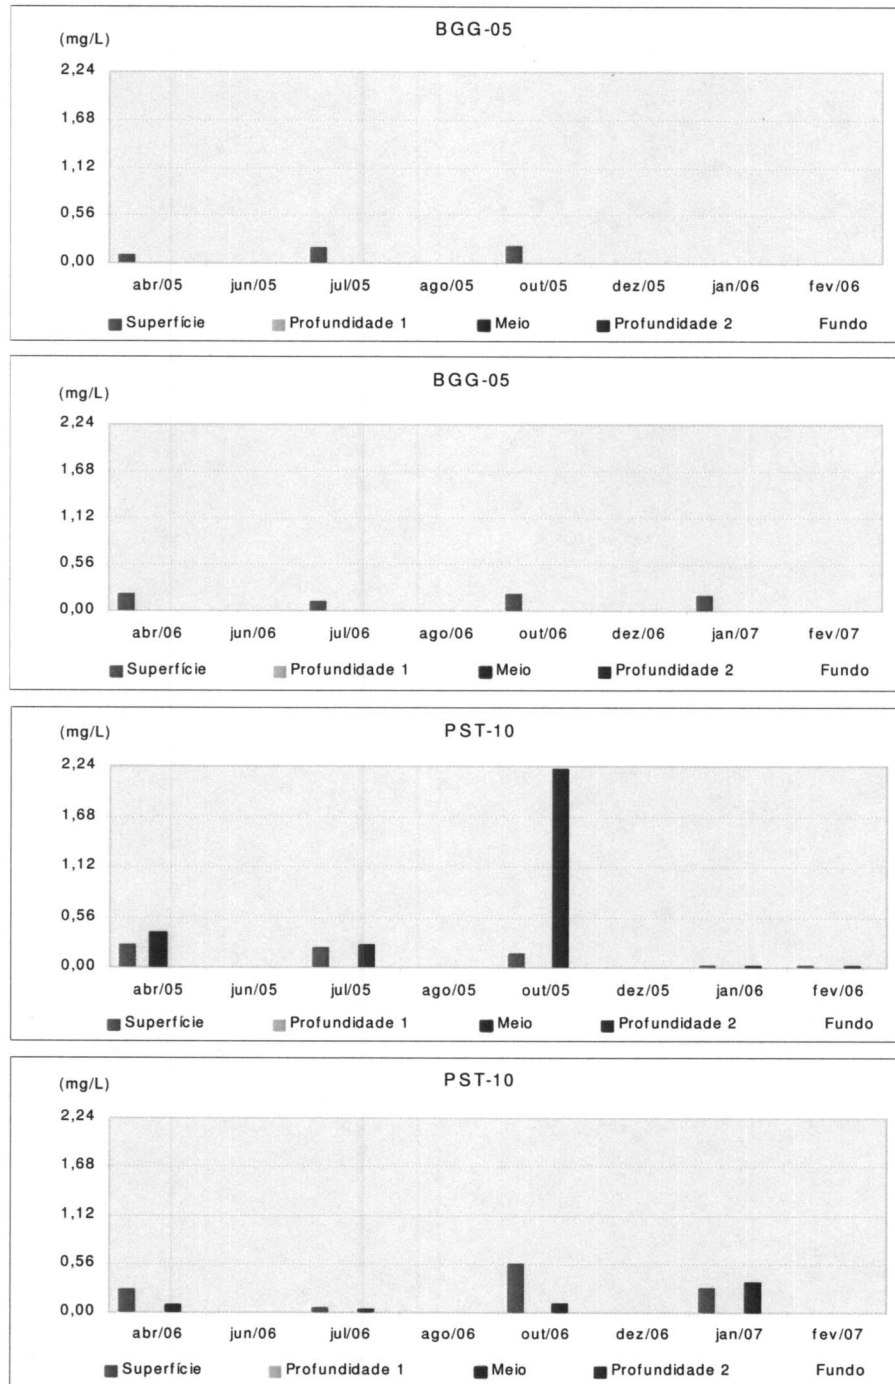 BGG-05
(mg/L)
2,24
1,68
1,12
0,56
0,00
abr/05 jun/05 jul/05 ago/05 out/05 dez/05 jan/06 fev/06
Superfície Profundidade 1 Meio Profundidade 2 Fundo
BGG-05
(mg/L)
2,24
1,68
1,12
0,56
0,00
abr/06 jun/06 jul/06 ago/06 out/06 dez/06 jan/07 fev/07
Superfície Profundidade 1 Meio Profundidade 2 Fundo
PST-10
(mg/L)
2,24
1,68
1,12
0,56
0,00
abr/05 jun/05 jul/05 ago/05 out/05 dez/05 jan/06 fev/06
Superfície Profundidade 1 Meio Profundidade 2 Fundo
PST-10
(mg/L)
2,24
1,68
1,12
0,56
0,00
abr/06 jun/06 jul/06 ago/06 out/06 dez/06 jan/07 fev/07
Superfície Profundidade 1 Meio Profundidade 2 Fundo